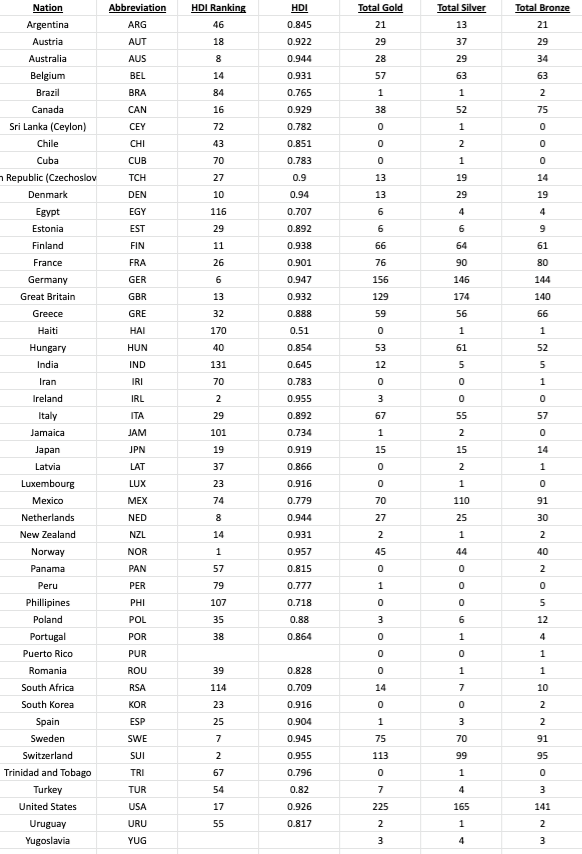 Nation Abbreviation HDI Ranking HDI Total Gold Total Silver Total Bronze
Argentina ARG 46 0.845 21 13 21
Austria AUT 18 0.922 29 37 29
Australia AUS 8 0.944 28 29 34
Belgium BEL 14 0.931 57 63 63
Brazil BRA 84 0.765 1 1 2
Canada CAN 16 0.929 38 52 75
Sri Lanka (Ceylon) CEY 72 0.782 0 1 0
Chile CHI 43 0.851 0 2 0
Cuba CUB 70 0.783 0 1 0
h Republic (Czechoslov TCH 27 0.9 13 19 14
Denmark DEN 10 0.94 13 29 19
Egypt EGY 116 0.707 6 4 4
Estonia EST 29 0.892 6 6 9
Finland FIN 11 0.938 66 64 61
France FRA 26 0.901 76 90 80
Germany GER 6 0.947 156 146 144
Great Britain GBR 13 0.932 129 174 140
Greece GRE 32 0.888 59 56 66
Haiti HAI 170 0.51 0 1 1
Hungary HUN 40 0.854 53 61 52
India IND 131 0.645 12 5 5
Iran IRI 70 0.783 0 0 1
Ireland IRL 2 0.955 3 0 0
Italy ITA 29 0.892 67 55 57
Jamaica JAM 101 0.734 1 2 0
Japan JPN 19 0.919 15 15 14
Latvia LAT 37 0.866 0 2 1
Luxembourg LUX 23 0.916 0 1 0
Mexico MEX 74 0.779 70 110 91
Netherlands NED 8 0.944 27 25 30
New Zealand NZL 14 0.931 2 1 2
Norway NOR 1 0.957 45 44 40
Panama PAN 57 0.815 0 0 2
Peru PER 79 0.777 1 0 0
Phillipines PHI 107 0.718 0 0 5
Poland POL 35 0.88 3 6 12
Portugal POR 38 0.864 0 1 4
Puerto Rico PUR 0 0 1
Romania ROU 39 0.828 0 1 1
South Africa RSA 114 0.709 14 7 10
South Korea KOR 23 0.916 0 0 2
Spain ESP 25 0.904 1 3 2
Sweden SWE 7 0.945 75 70 91
Switzerland SUI 2 0.955 113 99 95
Trinidad and Tobago TRI 67 0.796 0 1 0
Turkey TUR 54 0.82 7 4 3
United States USA 17 0.926 225 165 141
Uruguay URU 55 0.817 2 1 2
Yugoslavia YUG 3 4 3